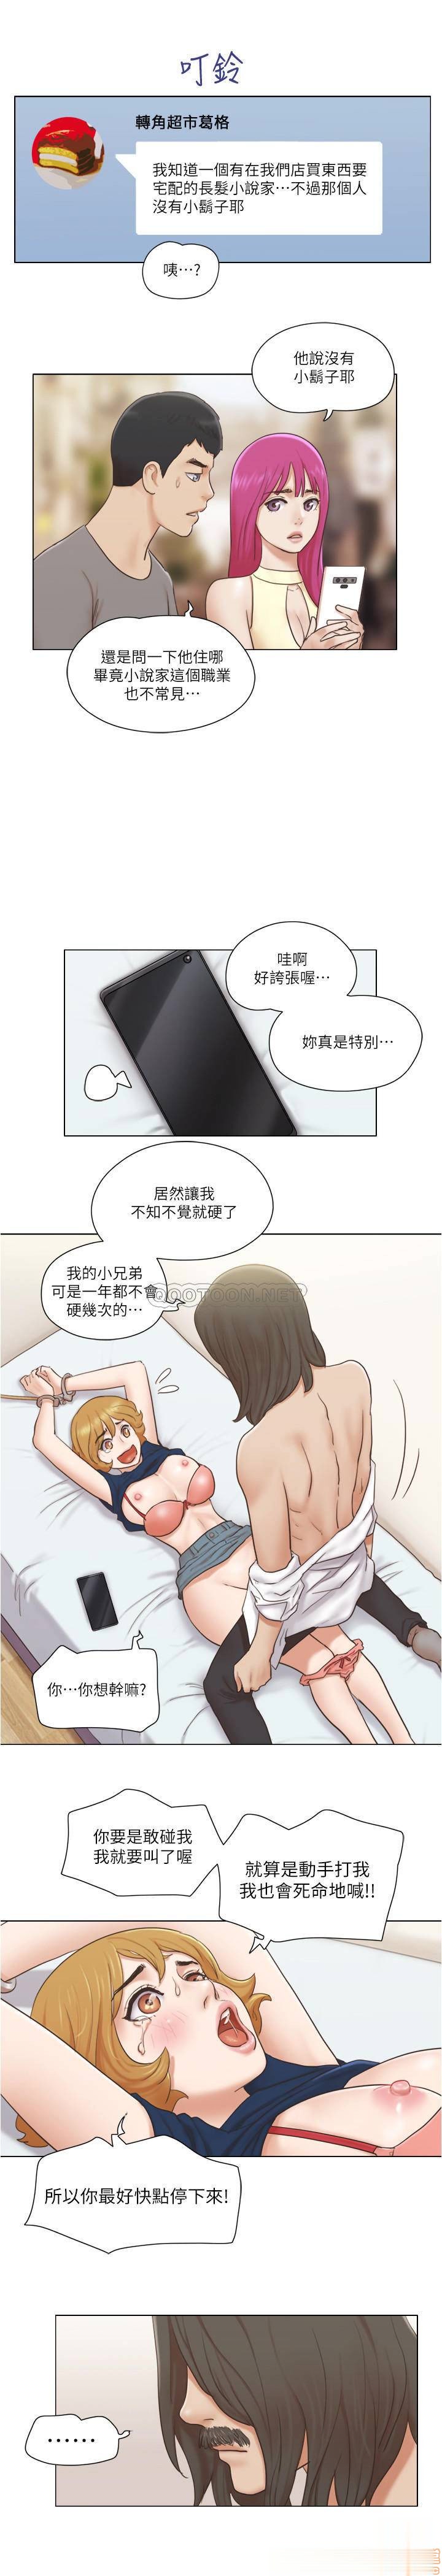 叮鈴
轉角超市葛格
我知道一個有在我們店買東西要
宅配的長髮小說家…不過那個人
沒有小鬍子耶
咦…?
他說沒有
小鬍子耶
還是問一下他住哪
畢竟小說家這個職業
也不常見…
哇啊
好誇張喔…
妳真是特別…
居然讓我
不知不覺就硬了
我的小兄弟
可是一年都不會
硬幾次的…
QOOTOON.NET
你…你想幹嘛?
你要是敢碰我
我就要叫了喔
就算是動手打我
我也會死命地喊!!
所以你最好快點停下來!
……